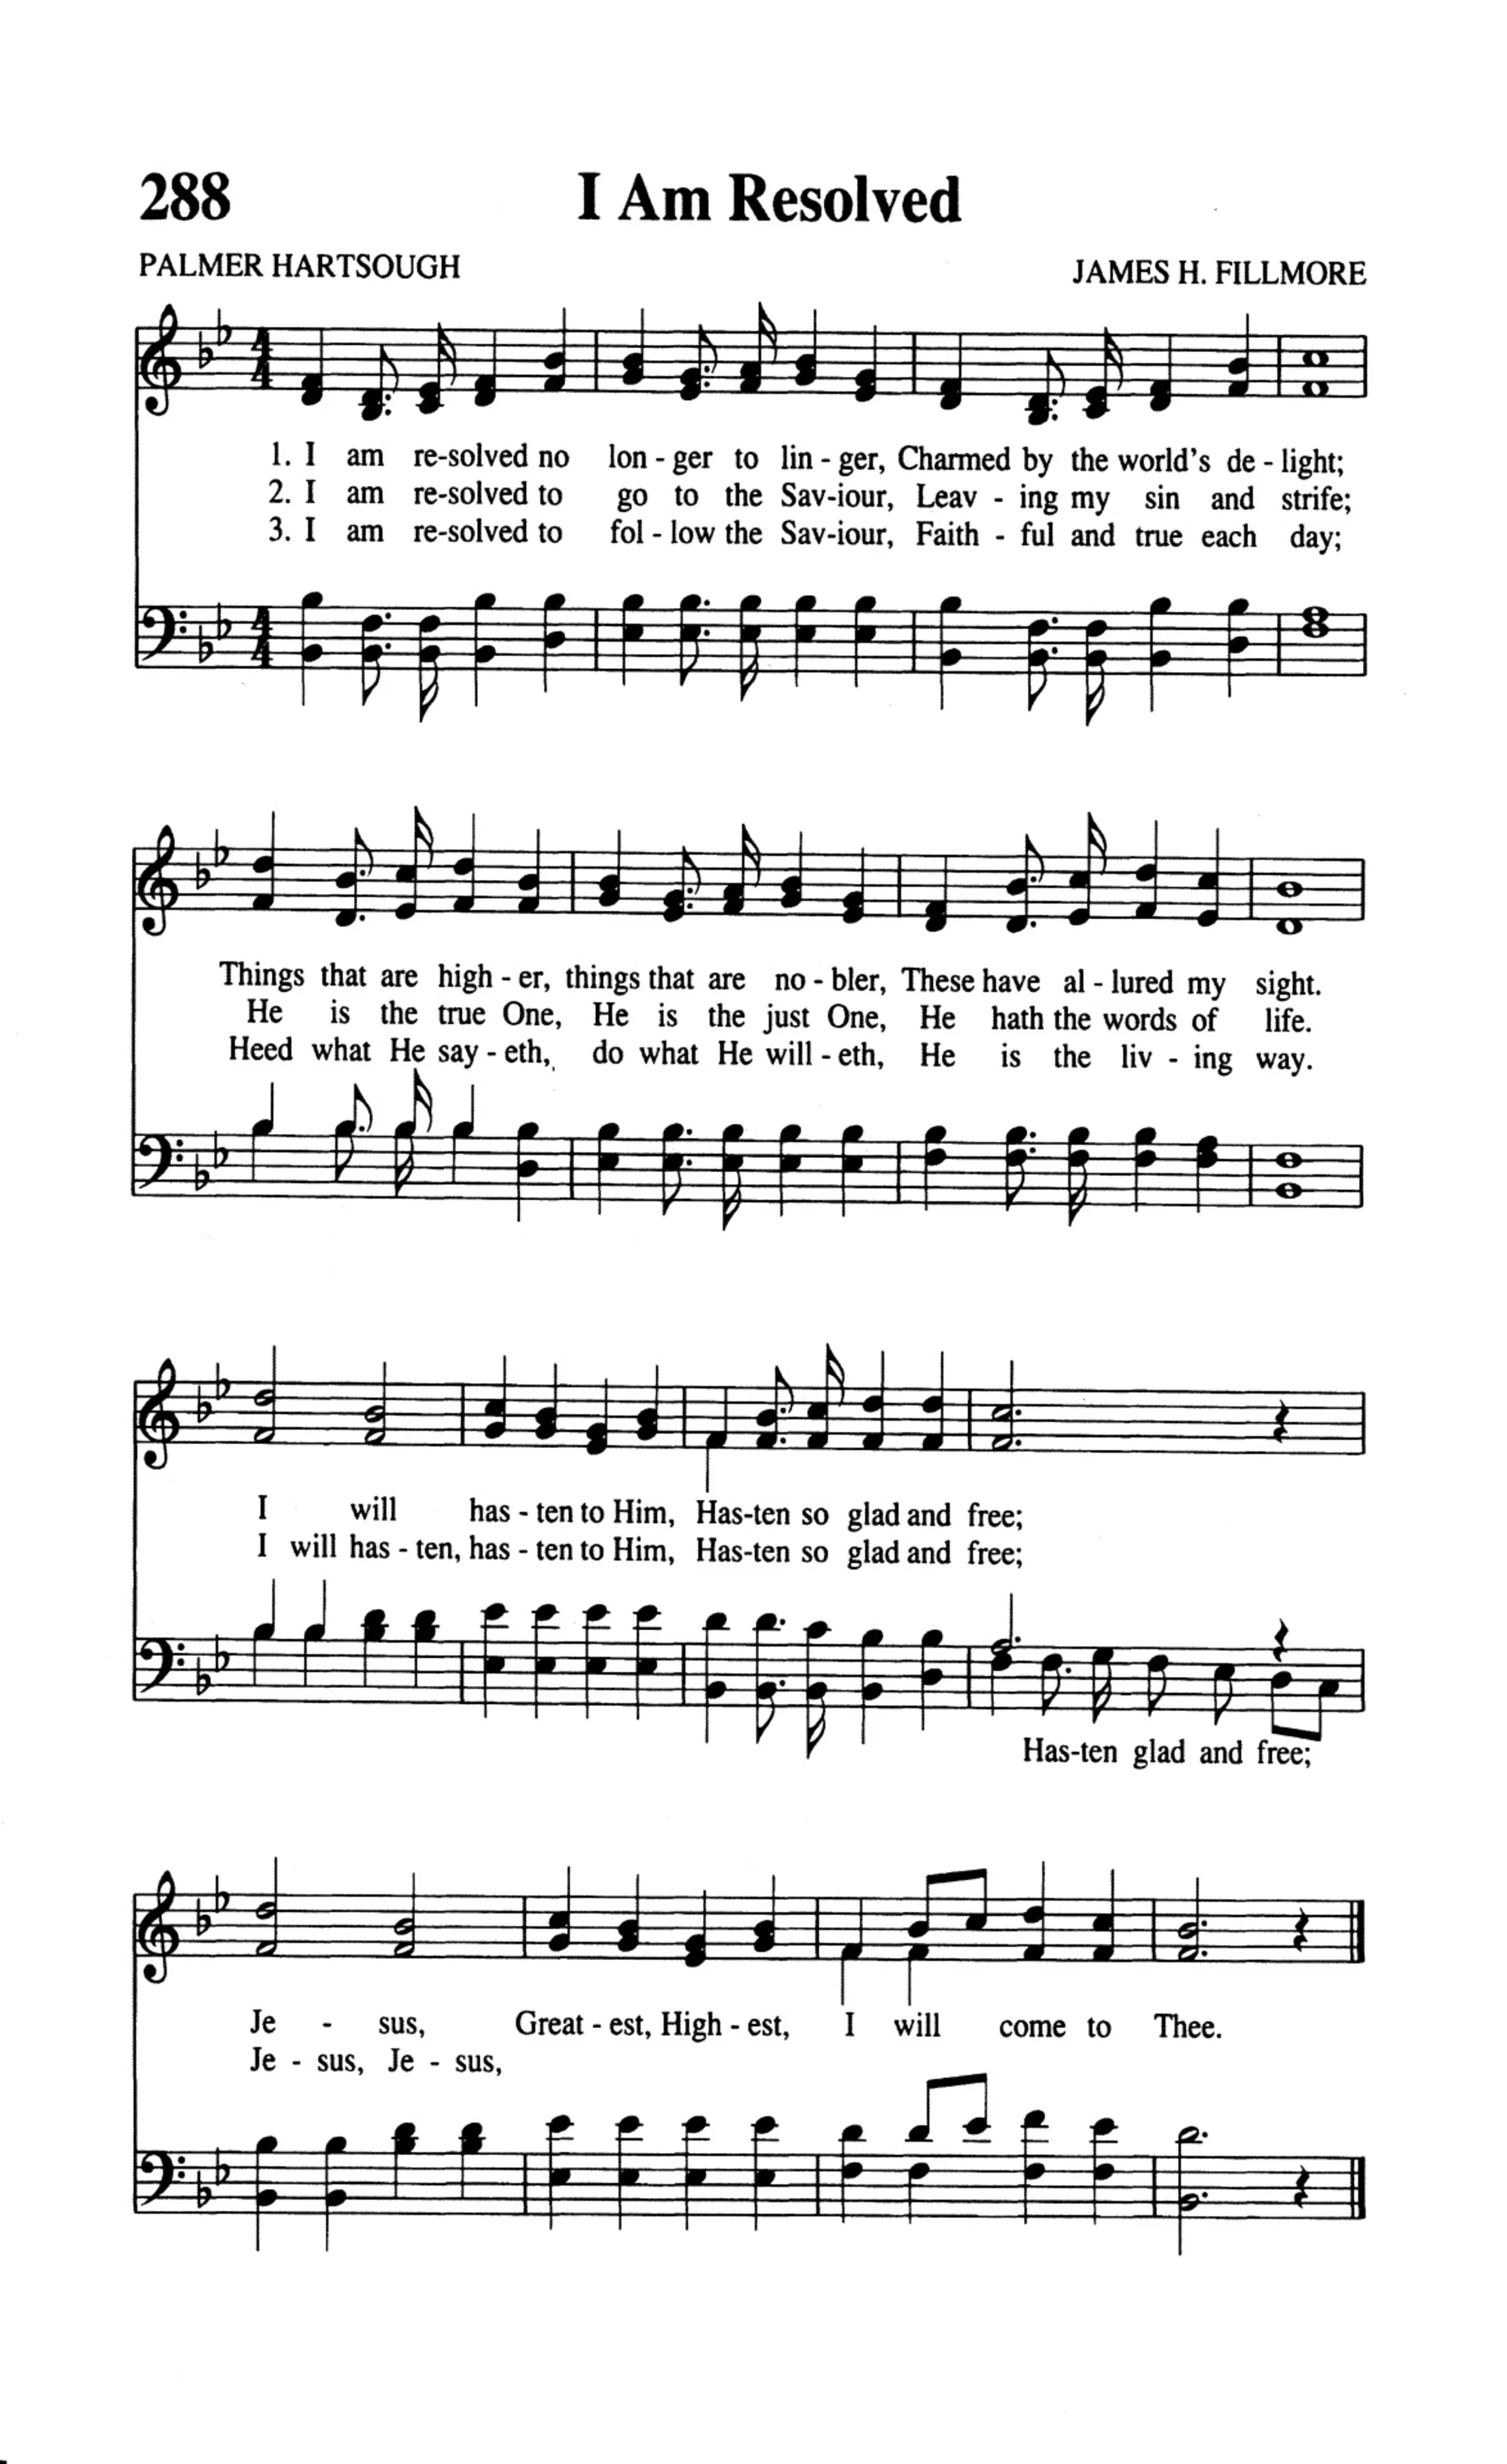 288
I Am Resolved
PALMER HARTSOUGH
JAMES H. FILLMORE
1. I am re-solved no lon - ger to lin - ger, Charmed by the world's de - light;
2. I am re-solved to go to the Sav-iour, Leav - ing my sin and strife;
3. I am re-solved to fol - low the Sav-iour, Faith - ful and true each day;
Things that are high - er, things that are no - bler, These have al - lured my sight.
He is the true One, He is the just One, He hath the words of life.
Heed what He say - eth, do what He will - eth, He is the liv - ing way.
I will has - ten to Him, Has-ten so glad and free;
I will has - ten, has - ten to Him, Has-ten so glad and free;
Has-ten glad and free;
Je - sus, Great - est, High - est, I will come to Thee.
Je - sus, Je - sus,